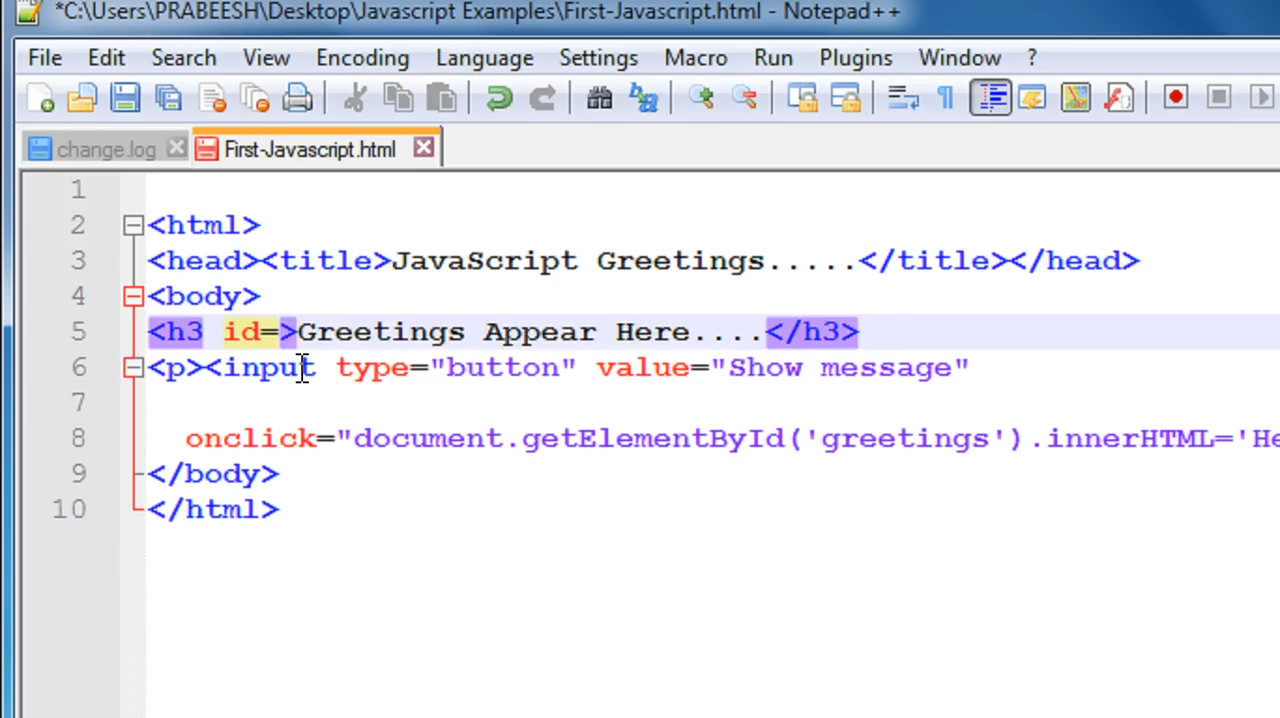 *C:\Users\PRABEESH\Desktop\Javascript Examples\First-Javascript.html - Notepad++
File Edit Search View Encoding Language Settings Macro Run Plugins Window ?
change.log First-Javascript.html
1
2 <html>
3 <head><title>JavaScript Greetings.....</title></head>
4 <body>
5 <h3 id=>Greetings Appear Here....</h3>
6 <p><input type="button" value="Show message"
7
8 onclick="document.getElementById('greetings').innerHTML='He
9 </body>
10 </html>